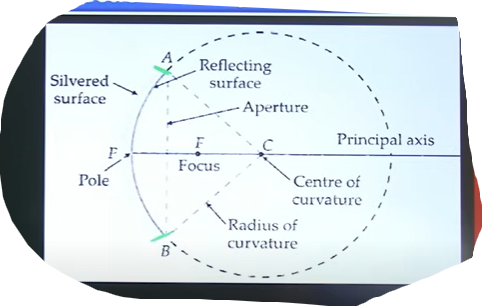 A
Reflecting
surface
Silvered
surface
Aperture
F
C
Principal axis
Focus
Pole
Centre of
curvature
Radius of
curvature
B